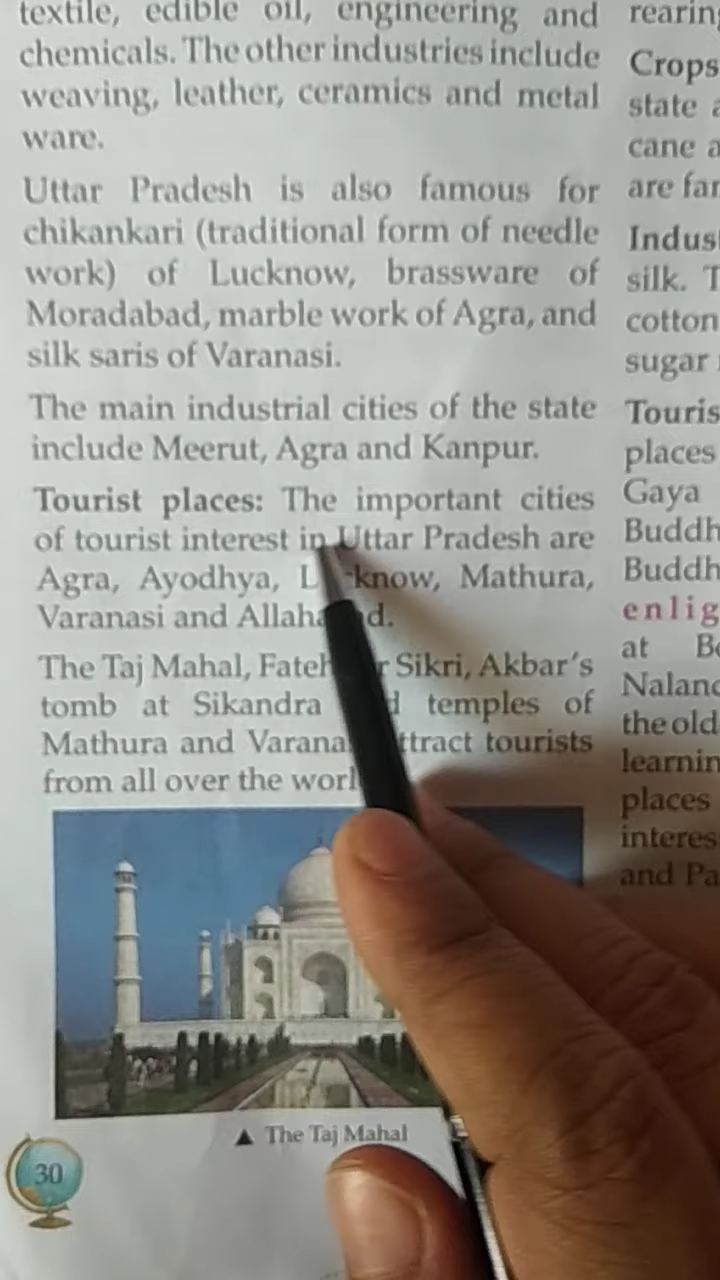 textile, edible oil, engineering and
chemicals. The other industries include
weaving, leather, ceramics and metal
ware.
Uttar Pradesh is also famous for
chikankari (traditional form of needle
work) of Lucknow, brassware of
Moradabad, marble work of Agra, and
silk saris of Varanasi.
The main industrial cities of the state
include Meerut, Agra and Kanpur.
Tourist places: The important cities
of tourist interest in Uttar Pradesh are
Agra, Ayodhya, L know, Mathura,
Varanasi and Allaha d.
The Taj Mahal, Fateh r Sikri, Akbar's
tomb at Sikandra temples of
Mathura and Varana ttract tourists
from all over the worl
▲ The Taj Mahal
30
rearing
Crops
state a
cane a
are fam
Indus
silk. T
cotton
sugar
Touris
places
Gaya
Buddh
Buddh
enlig
at Bo
Naland
the old
learnin
places
interes
and Pa